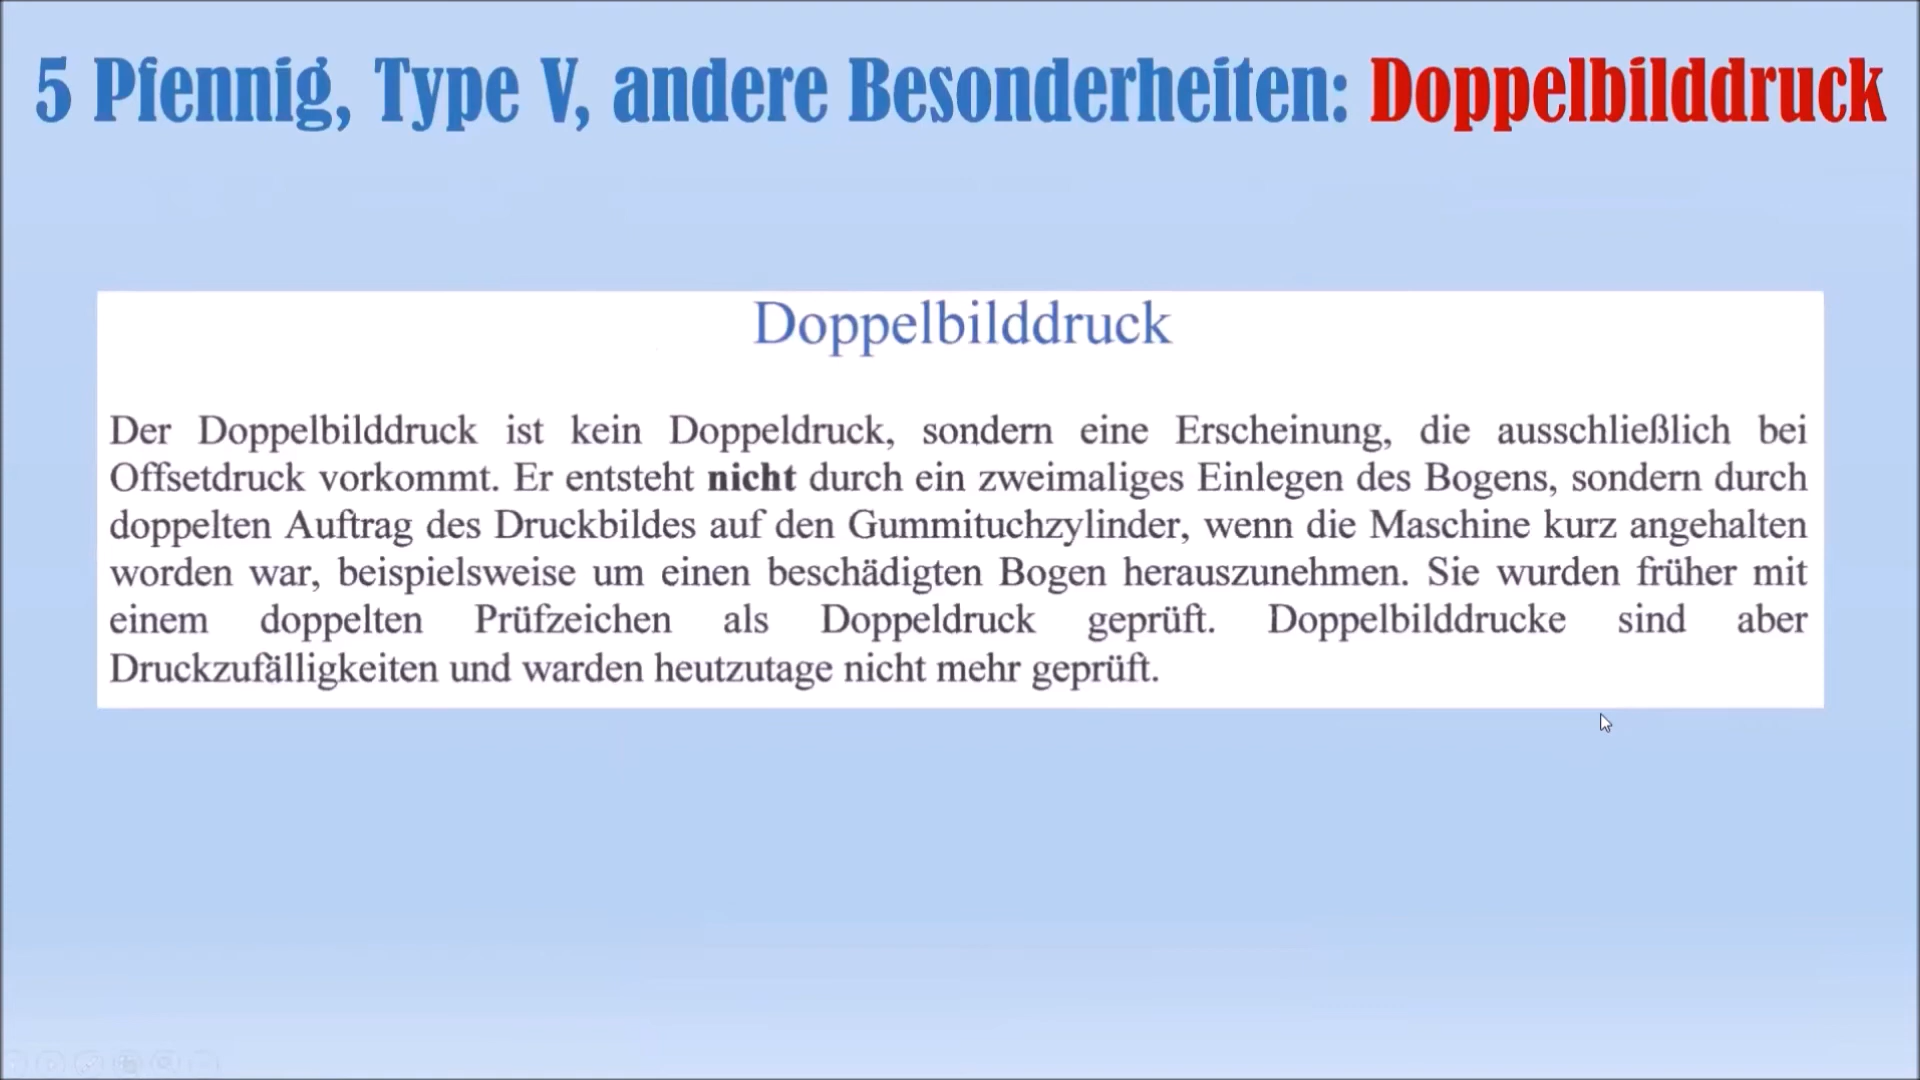 5 Pfennig, Type V, andere Besonderheiten: Doppelbilddruck
Doppelbilddruck
Der Doppelbilddruck ist kein Doppeldruck, sondern eine Erscheinung, die ausschließlich bei
Offsetdruck vorkommt. Er entsteht nicht durch ein zweimaliges Einlegen des Bogens, sondern durch
doppelten Auftrag des Druckbildes auf den Gummituchzylinder, wenn die Maschine kurz angehalten
worden war, beispielsweise um einen beschädigten Bogen herauszunehmen. Sie wurden früher mit
einem doppelten Prüfzeichen als Doppeldruck geprüft. Doppelbilddrucke sind aber
Druckzufälligkeiten und warden heutzutage nicht mehr geprüft.